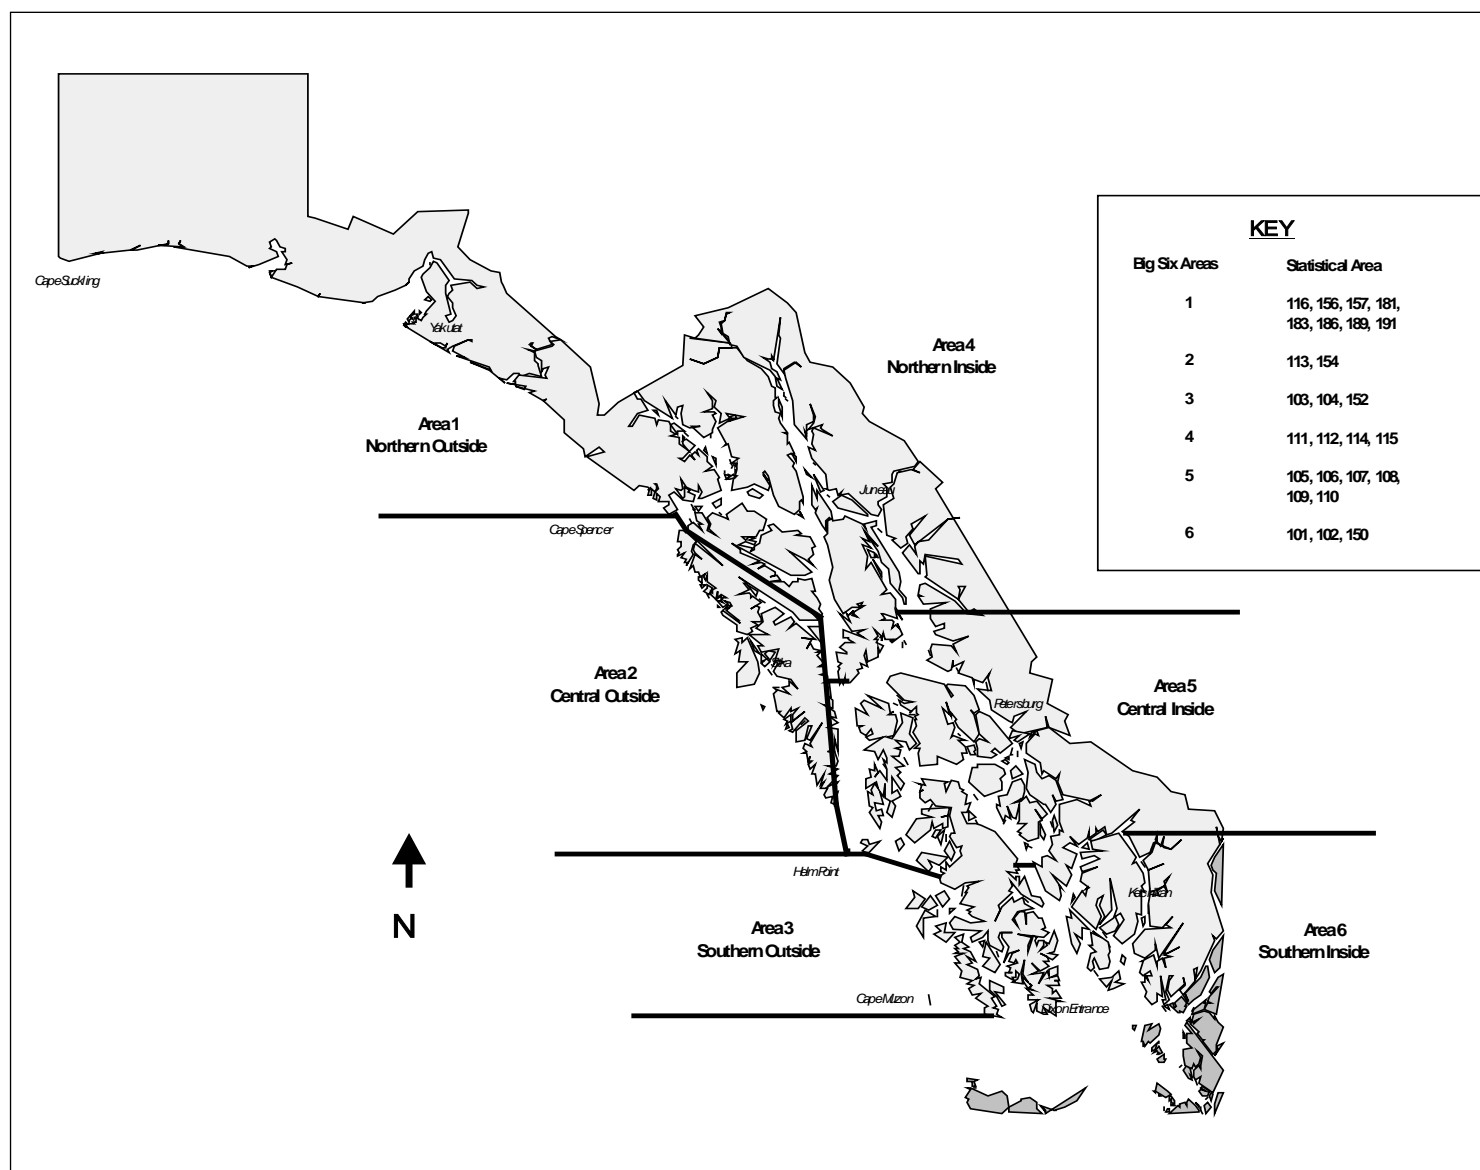 KEY
Big Six Areas Statistical Area
1 116, 156, 157, 181,
183, 186, 189, 191
2 113, 154
3 103, 104, 152
4 111, 112, 114, 115
5 105, 106, 107, 108,
109, 110
6 101, 102, 150
Cape Suckling
Yakutat
Area 4
Northern Inside
Area 1
Northern Outside
Juneau
Cape Spencer
Sitka
Area 2
Central Outside
Area 5
Central Inside
Petersburg
Helm Point
Ketchikan
N
Area 3
Southern Outside
Area 6
Southern Inside
Cape Muzon
Dixon Entrance